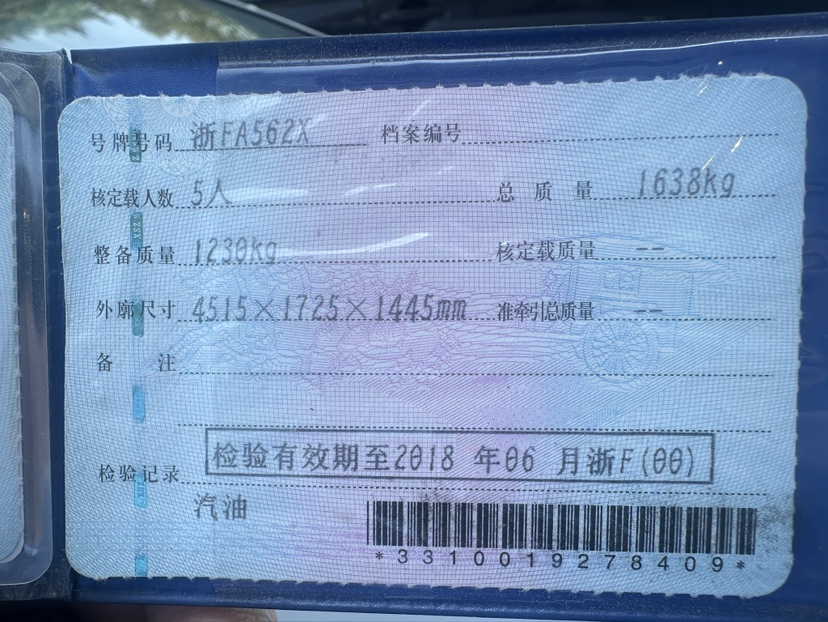 号牌号码 浙FA562X 档案编号
核定载人数 5人 总质量 1638kg
整备质量 1230kg 核定载质量 --
外廓尺寸 4515×1725×1445mm 准牵引总质量 --
备注
检验记录 检验有效期至2018 年06 月浙F(00)
汽油
*3310019278409*